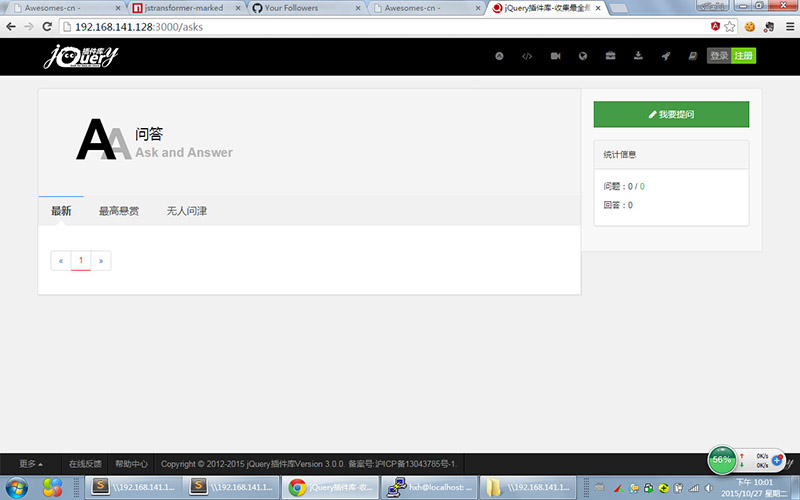 Awesomes-cn -
jstransformer-marked
Your Followers
Awesomes-cn -
jQuery插件库-收集最全最
192.168.141.128:3000/asks
jQuery 插件库
登录 注册
问答
Ask and Answer
我要提问
统计信息
问题：0 / 0
回答：0
最新 最高悬赏 无人问津
« 1 »
更多 在线反馈 帮助中心 Copyright © 2012-2015 jQuery插件库Version 3.0.0. 备案号:沪ICP备13043785号-1.
56%
0K/s
0K/s
\\192.168.141.1...
\\192.168.141.1...
jQuery插件库-收...
hxh@localhost: ...
\\192.168.141.1...
下午 10:01
2015/10/27 星期二